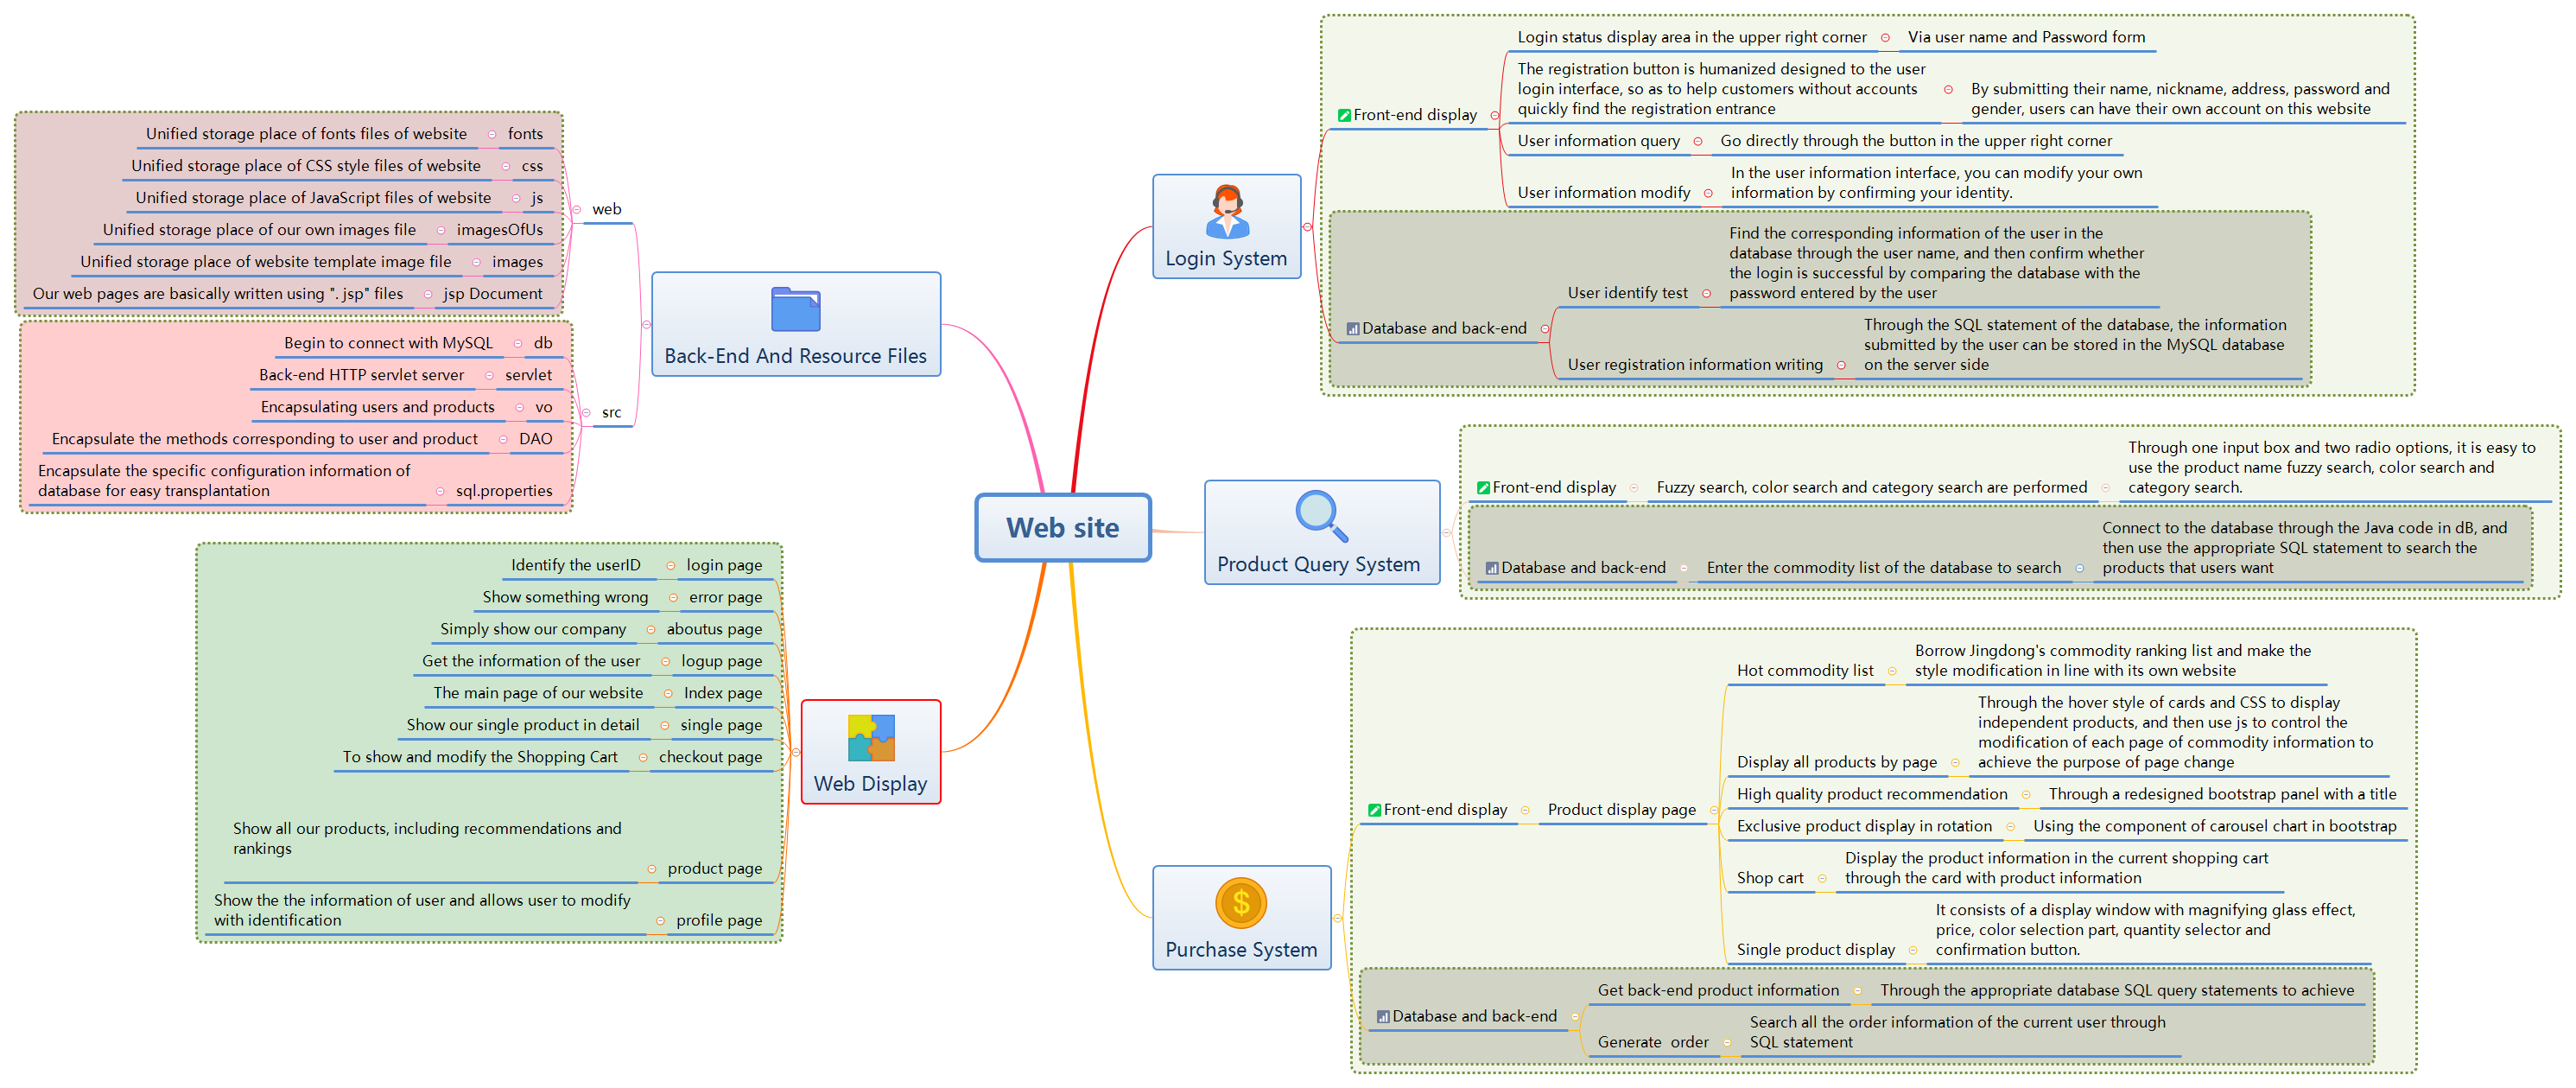 Web site
Login System
Front-end display
Login status display area in the upper right corner
Via user name and Password form
The registration button is humanized designed to the user
login interface, so as to help customers without accounts
quickly find the registration entrance
By submitting their name, nickname, address, password and
gender, users can have their own account on this website
User information query
Go directly through the button in the upper right corner
User information modify
In the user information interface, you can modify your own
information by confirming your identity.
Database and back-end
User identify test
Find the corresponding information of the user in the
database through the user name, and then confirm whether
the login is successful by comparing the database with the
password entered by the user
User registration information writing
Through the SQL statement of the database, the information
submitted by the user can be stored in the MySQL database
on the server side
Product Query System
Front-end display
Fuzzy search, color search and category search are performed
Through one input box and two radio options, it is easy to
use the product name fuzzy search, color search and
category search.
Database and back-end
Enter the commodity list of the database to search
Connect to the database through the Java code in dB, and
then use the appropriate SQL statement to search the
products that users want
Purchase System
Front-end display
Product display page
Hot commodity list
Borrow Jingdong's commodity ranking list and make the
style modification in line with its own website
Display all products by page
Through the hover style of cards and CSS to display
independent products, and then use js to control the
modification of each page of commodity information to
achieve the purpose of page change
High quality product recommendation
Through a redesigned bootstrap panel with a title
Exclusive product display in rotation
Using the component of carousel chart in bootstrap
Shop cart
Display the product information in the current shopping cart
through the card with product information
Single product display
It consists of a display window with magnifying glass effect,
price, color selection part, quantity selector and
confirmation button.
Database and back-end
Get back-end product information
Through the appropriate database SQL query statements to achieve
Generate  order
Search all the order information of the current user through
SQL statement
Back-End And Resource Files
web
Unified storage place of fonts files of website
fonts
Unified storage place of CSS style files of website
css
Unified storage place of JavaScript files of website
js
Unified storage place of our own images file
imagesOfUs
Unified storage place of website template image file
images
Our web pages are basically written using ". jsp" files
jsp Document
src
Begin to connect with MySQL
db
Back-end HTTP servlet server
servlet
Encapsulating users and products
vo
Encapsulate the methods corresponding to user and product
DAO
Encapsulate the specific configuration information of
database for easy transplantation
sql.properties
Web Display
Identify the userID
login page
Show something wrong
error page
Simply show our company
aboutus page
Get the information of the user
logup page
The main page of our website
Index page
Show our single product in detail
single page
To show and modify the Shopping Cart
checkout page
Show all our products, including recommendations and
rankings
product page
Show the the information of user and allows user to modify
with identification
profile page